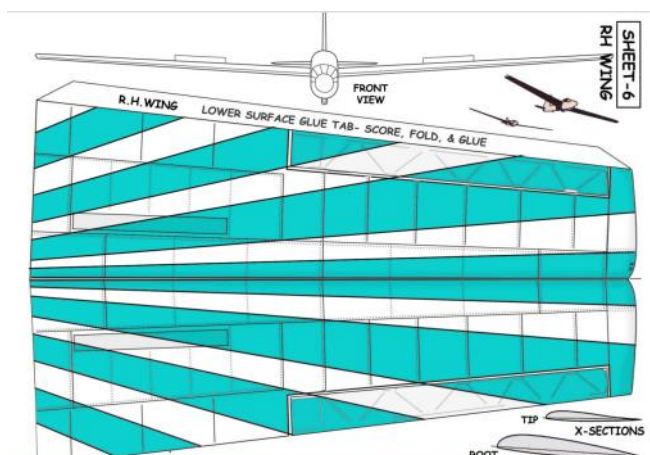 SHEET-6
RH WING
FRONT
VIEW
R.H.WING
LOWER SURFACE GLUE TAB- SCORE, FOLD, & GLUE
TIP
X-SECTIONS
ROOT